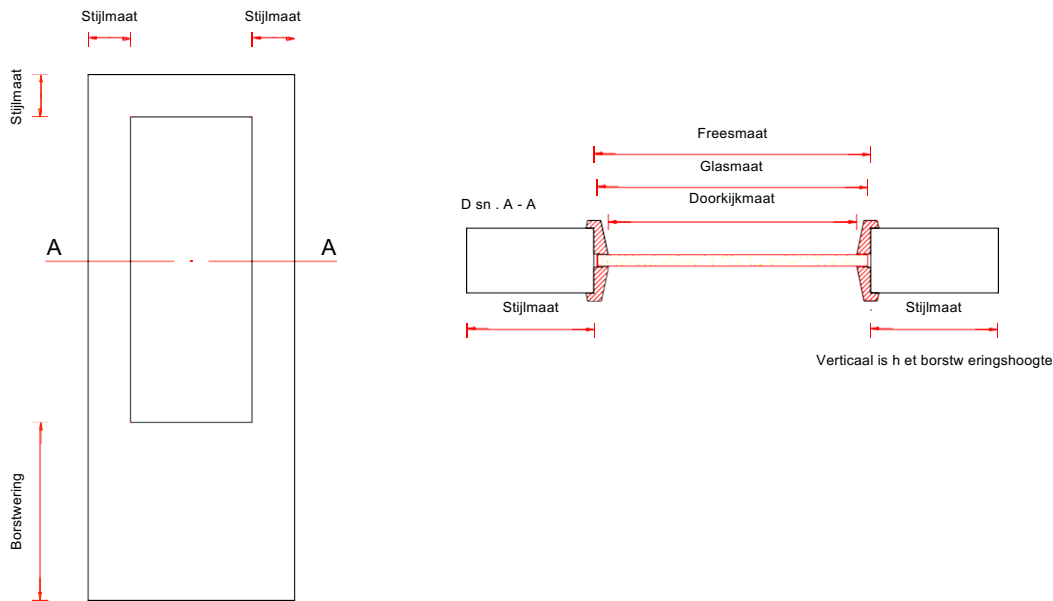 Stijlmaat Stijlmaat
Stijlmaat
A A
Borstwering
Freesmaat
Glasmaat
Doorkijkmaat
D sn . A - A
Stijlmaat Stijlmaat
Verticaal is h et borstw eringshoogte